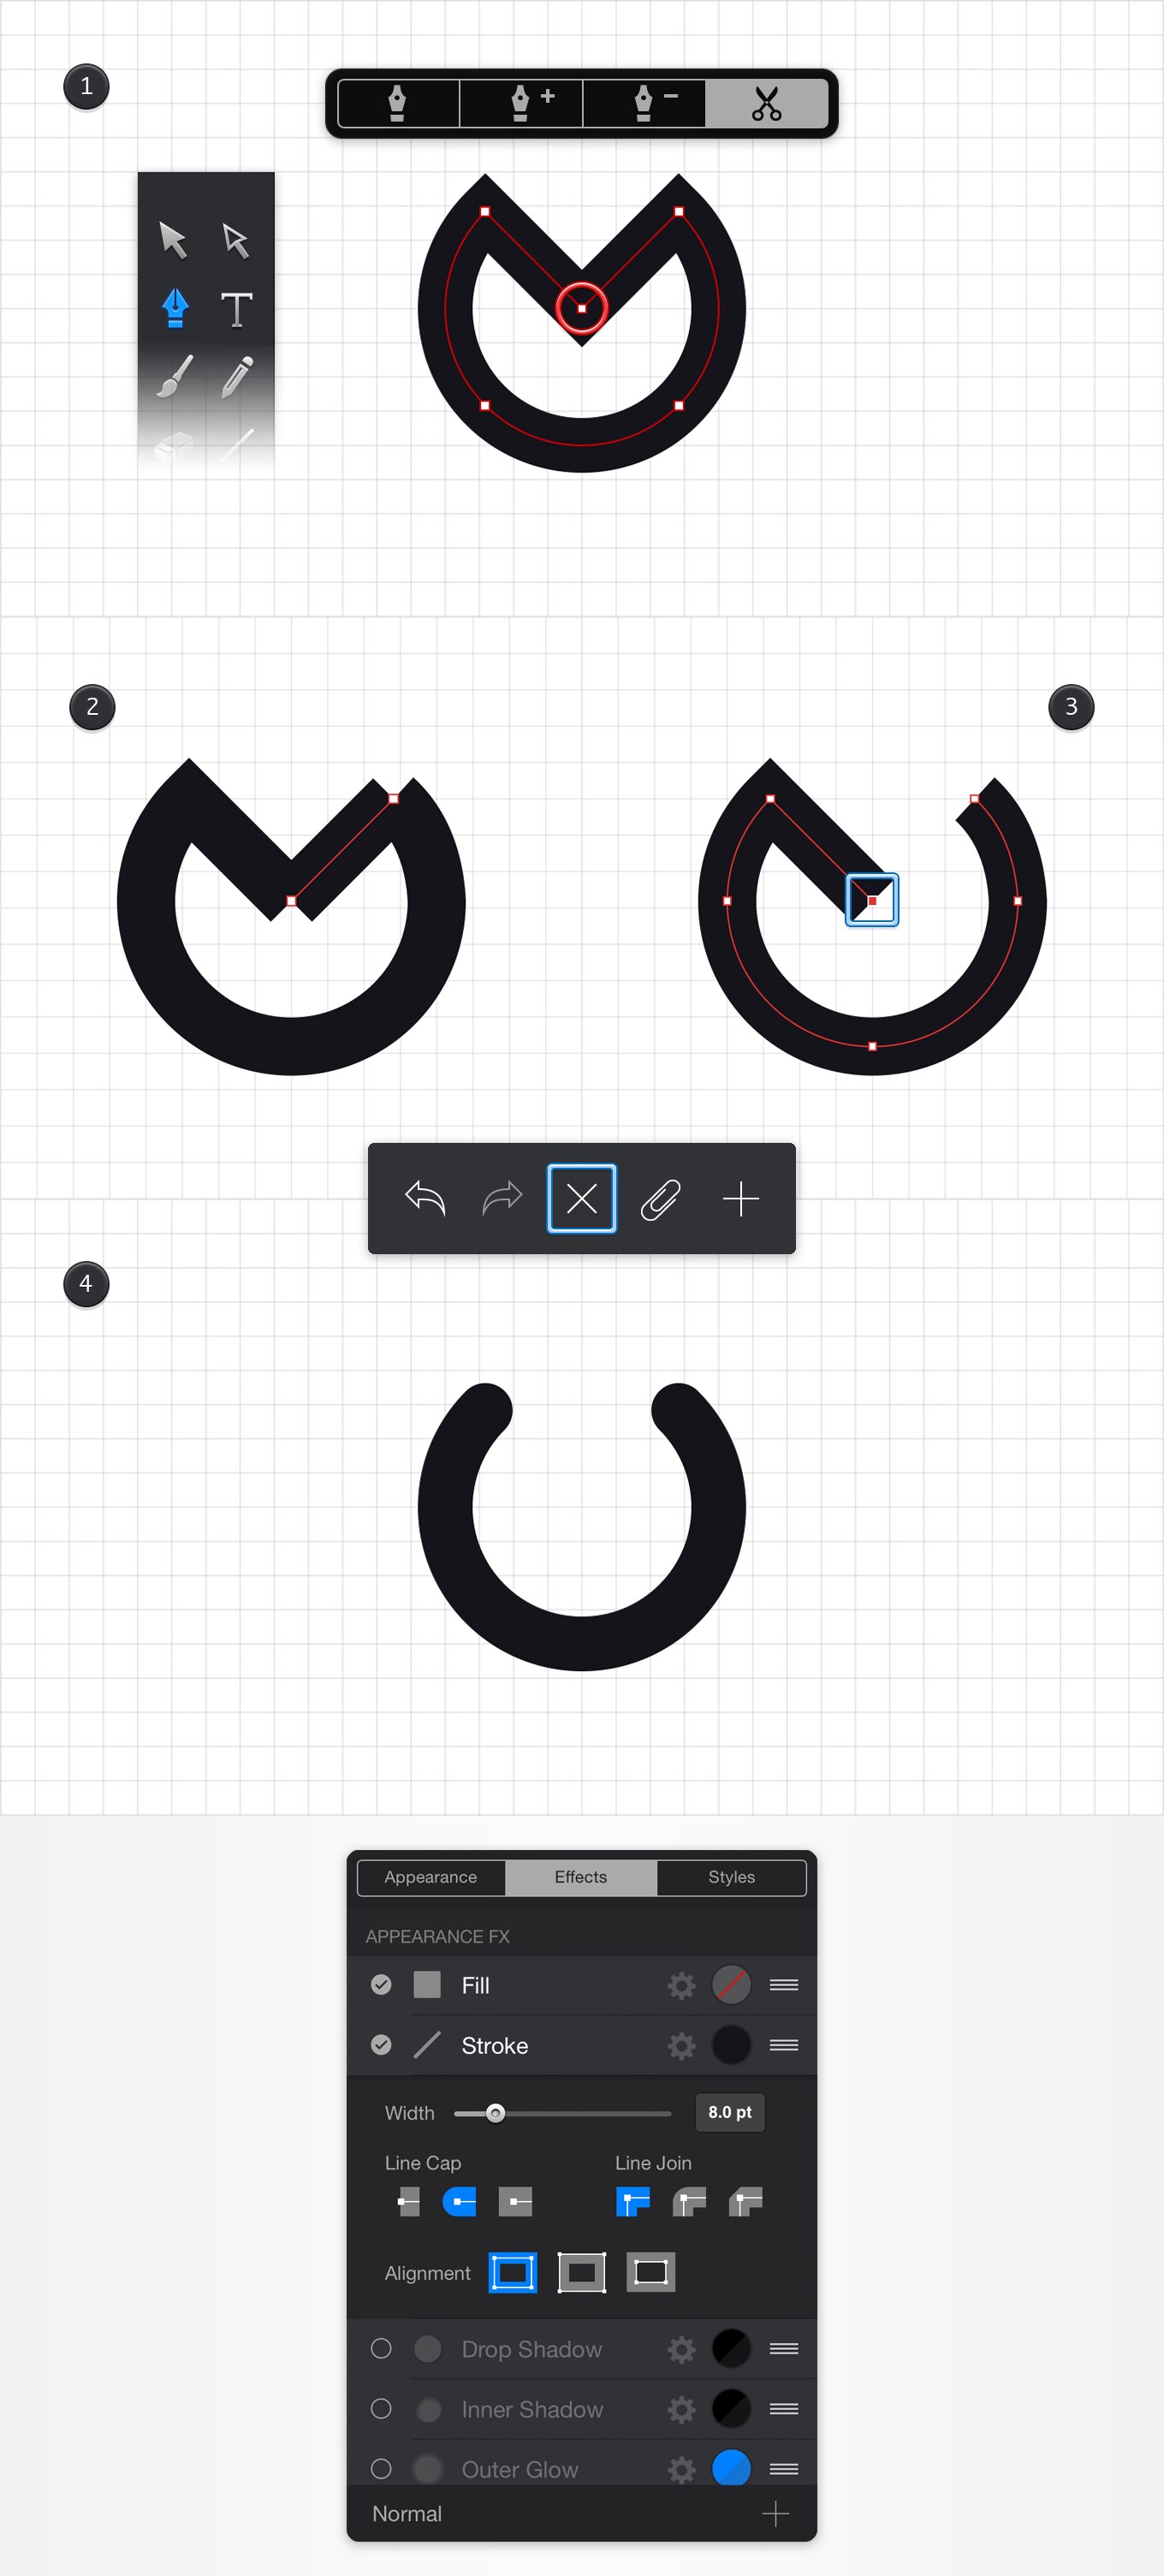 1
2
3
4
Appearance
Effects
Styles
APPEARANCE FX
Fill
Stroke
Width
8.0 pt
Line Cap
Line Join
Alignment
Drop Shadow
Inner Shadow
Outer Glow
Normal